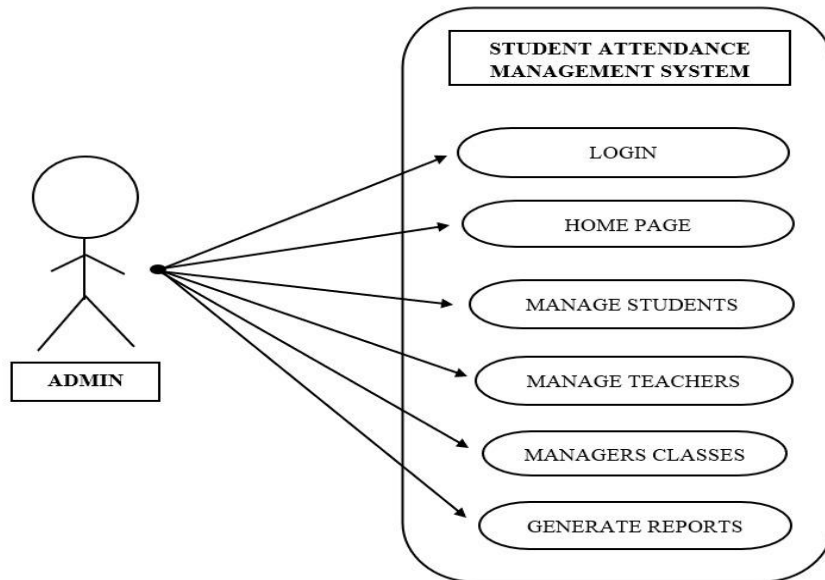 STUDENT ATTENDANCE
MANAGEMENT SYSTEM
LOGIN
HOME PAGE
MANAGE STUDENTS
MANAGE TEACHERS
MANAGERS CLASSES
GENERATE REPORTS
ADMIN